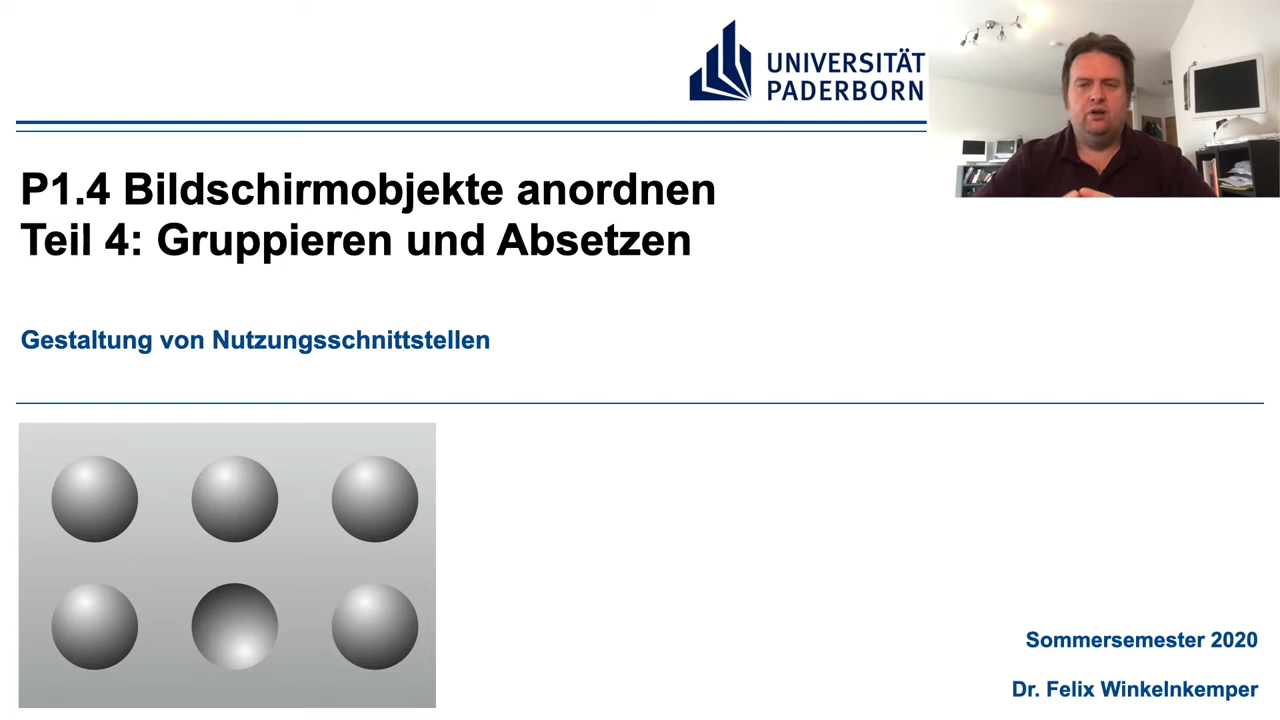 UNIVERSITÄT
PADERBORN
P1.4 Bildschirmobjekte anordnen
Teil 4: Gruppieren und Absetzen
Gestaltung von Nutzungsschnittstellen
Sommersemester 2020
Dr. Felix Winkelnkemper